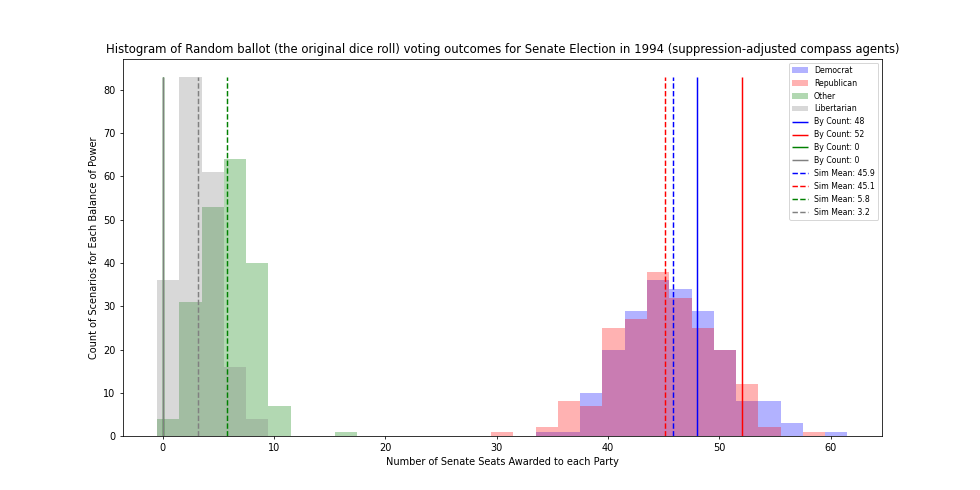 Histogram of Random ballot (the original dice roll) voting outcomes for Senate Election in 1994 (suppression-adjusted compass agents)
Count of Scenarios for Each Balance of Power
80
70
60
50
40
30
20
10
0
Democrat
Republican
Other
Libertarian
By Count: 48
By Count: 52
By Count: 0
By Count: 0
Sim Mean: 45.9
Sim Mean: 45.1
Sim Mean: 5.8
Sim Mean: 3.2
0 10 20 30 40 50 60
Number of Senate Seats Awarded to each Party